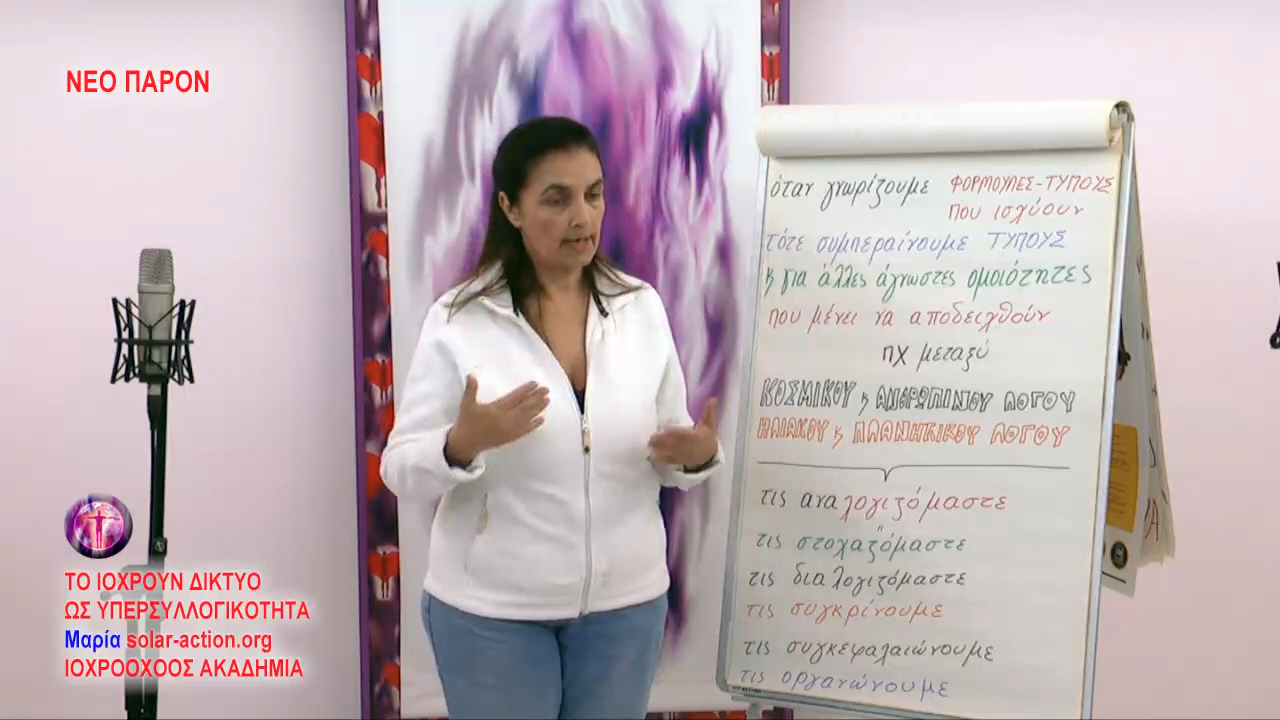 ΝΕΟ ΠΑΡΟΝ
όταν γνωρίζουμε ΦΟΡΜΟΥΛΕΣ-ΤΥΠΟΥΣ
που ισχύουν
τότε συμπεραίνουμε ΤΥΠΟΥΣ
ϗ για άλλες άγνωστες ομοιότητες
που μένει να αποδειχθούν
πχ μεταξύ
ΚΟΣΜΙΚΟΥ ϗ ΑΝΘΡΩΠΙΝΟΥ ΛΟΓΟΥ
ΗΛΙΑΚΟΥ ϗ ΠΛΑΝΗΤΙΚΟΥ ΛΟΓΟΥ
τις αναλογιζόμαστε
τις στοχαζόμαστε
τις διαλογιζόμαστε
τις συγκρίνουμε
τις συγκεφαλαιώνουμε
τις οργανώνουμε
ΤΟ ΙΟΧΡΟΥΝ ΔΙΚΤΥΟ
ΩΣ ΥΠΕΡΣΥΛΛΟΓΙΚΟΤΗΤΑ
Μαρία solar-action.org
ΙΟΧΡΟΟΧΟΟΣ ΑΚΑΔΗΜΙΑ